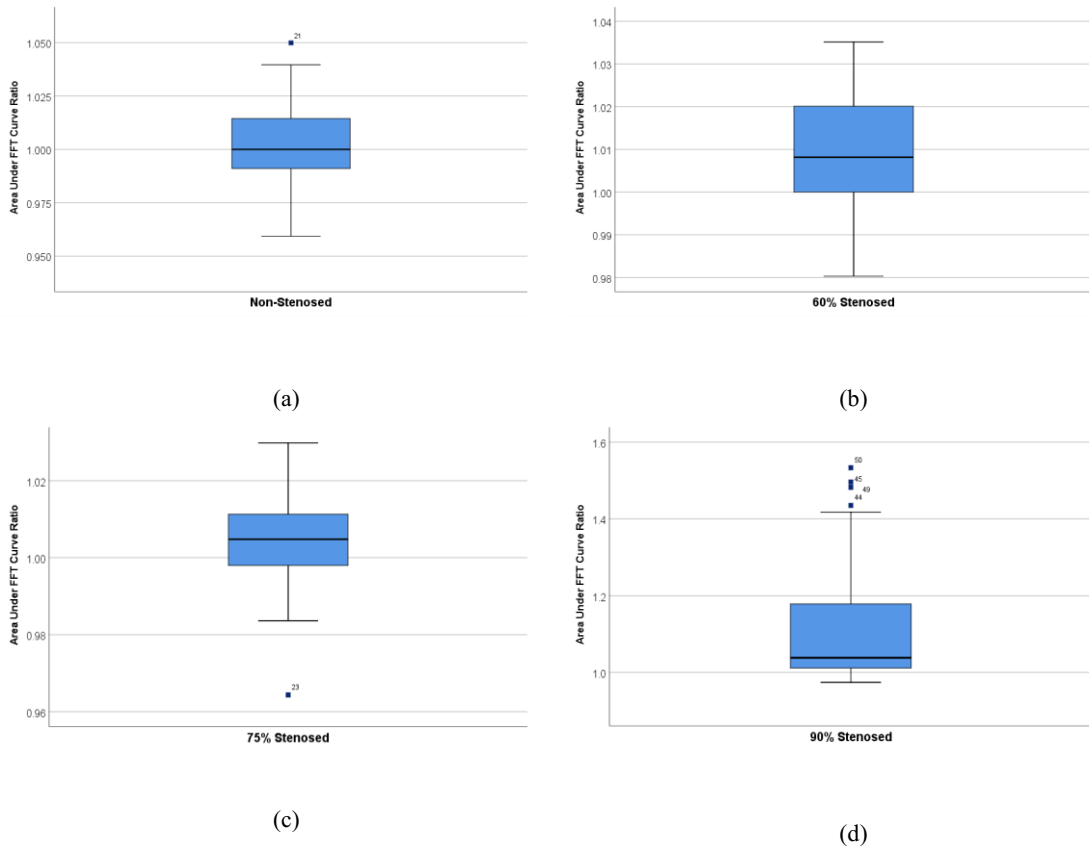 Area Under FFT Curve Ratio
1.050
1.025
1.000
0.975
0.950
21
Non-Stenosed
(a)
Area Under FFT Curve Ratio
1.04
1.03
1.02
1.01
1.00
0.99
0.98
60% Stenosed
(b)
Area Under FFT Curve Ratio
1.02
1.00
0.98
0.96
23
75% Stenosed
(c)
Area Under FFT Curve Ratio
1.6
1.4
1.2
1.0
50
45
49
44
90% Stenosed
(d)